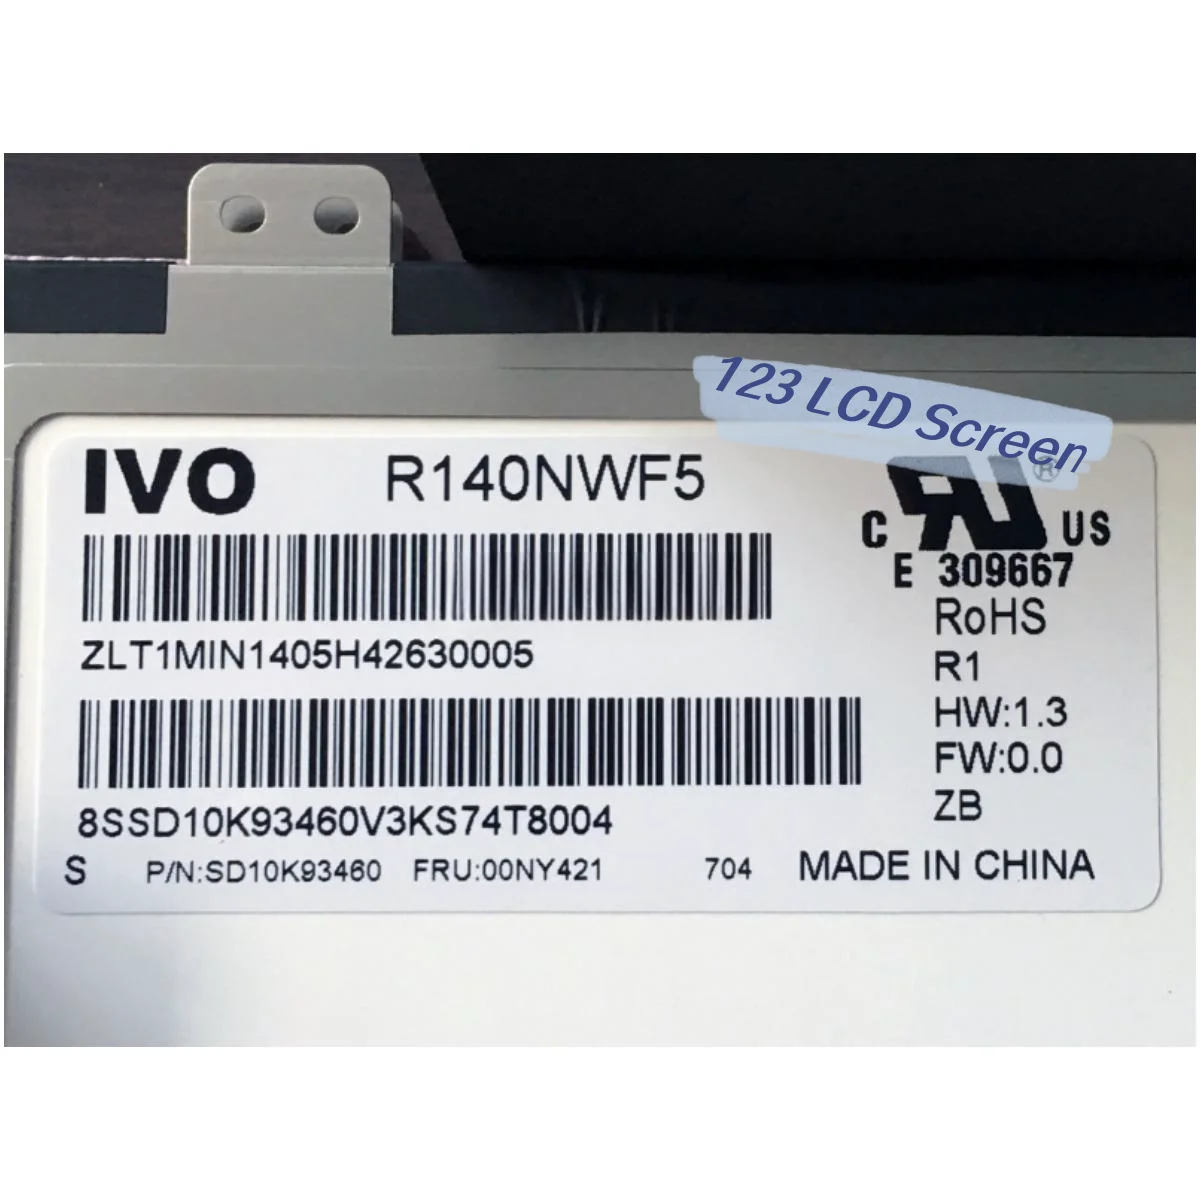 123 LCD Screen
IVO R140NWF5
®
C US
E 309667
ZLT1MIN1405H42630005
RoHS
R1
HW:1.3
FW:0.0
ZB
8SSD10K93460V3KS74T8004
S P/N:SD10K93460 FRU:00NY421 704 MADE IN CHINA